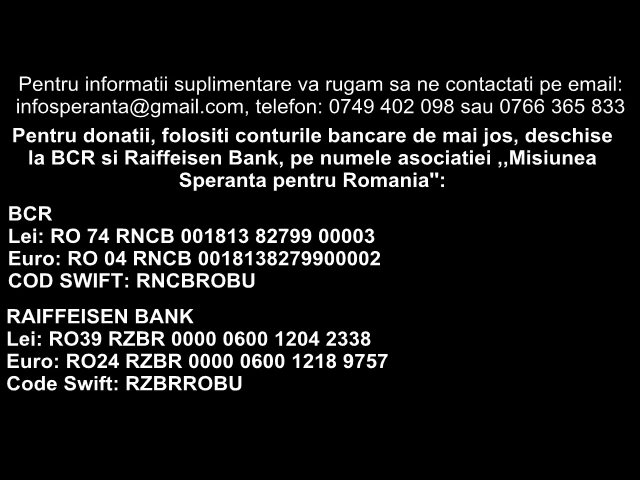 Pentru informatii suplimentare va rugam sa ne contactati pe email:
infosperanta@gmail.com, telefon: 0749 402 098 sau 0766 365 833
Pentru donatii, folositi conturile bancare de mai jos, deschise
la BCR si Raiffeisen Bank, pe numele asociatiei ,,Misiunea
Speranta pentru Romania":
BCR
Lei: RO 74 RNCB 001813 82799 00003
Euro: RO 04 RNCB 0018138279900002
COD SWIFT: RNCBROBU
RAIFFEISEN BANK
Lei: RO39 RZBR 0000 0600 1204 2338
Euro: RO24 RZBR 0000 0600 1218 9757
Code Swift: RZBRROBU